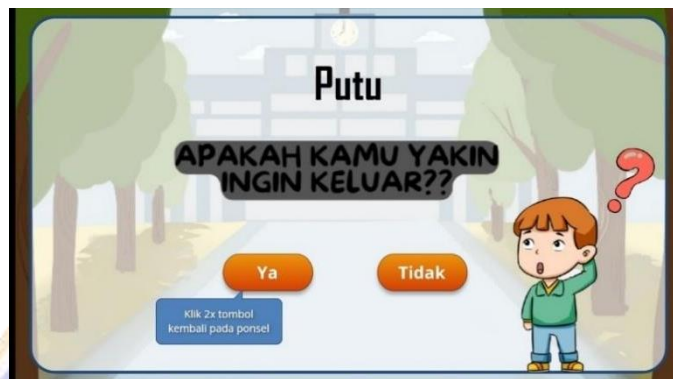 Putu
APAKAH KAMU YAKIN
INGIN KELUAR??
?
Ya
Tidak
Klik 2x tombol
kembali pada ponsel